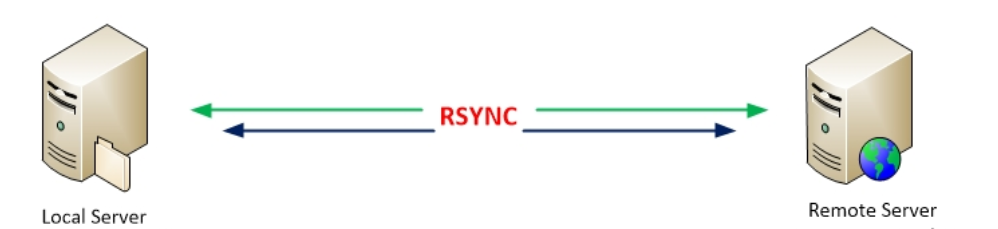 RSYNC
Local Server
Remote Server